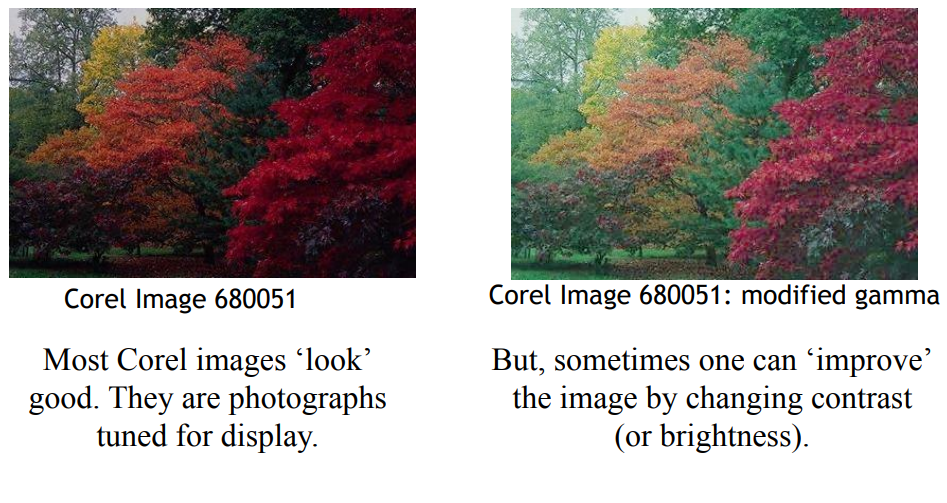 Corel Image 680051
Most Corel images ‘look’
good. They are photographs
tuned for display.
Corel Image 680051: modified gamma
But, sometimes one can ‘improve’
the image by changing contrast
(or brightness).